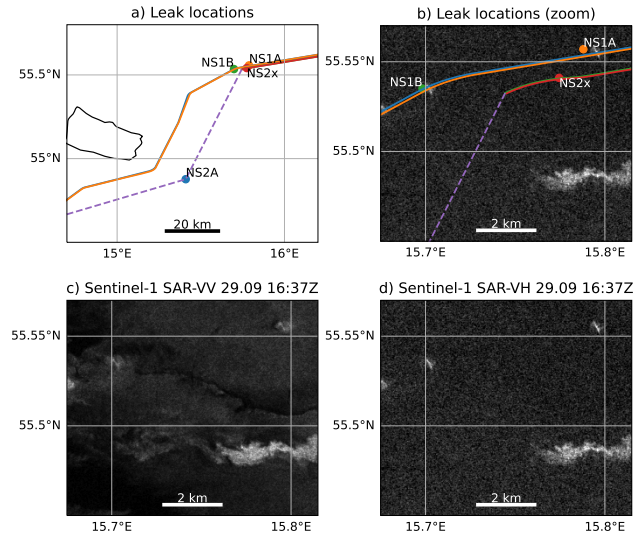 a) Leak locations
b) Leak locations (zoom)
55.5°N
55°N
NS1B
NS1A
NS2x
NS2A
20 km
15°E
16°E
55.55°N
55.5°N
NS1A
NS1B
NS2x
2 km
15.7°E
15.8°E
c) Sentinel-1 SAR-VV 29.09 16:37Z
d) Sentinel-1 SAR-VH 29.09 16:37Z
55.55°N
55.5°N
2 km
15.7°E
15.8°E
55.55°N
55.5°N
2 km
15.7°E
15.8°E